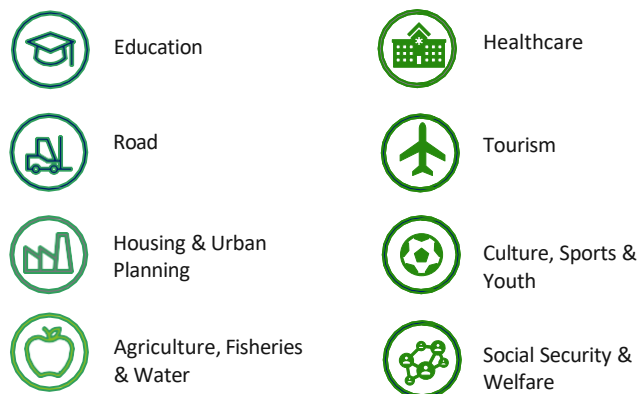 Education
Healthcare
Road
Tourism
Housing & Urban
Planning
Culture, Sports &
Youth
Agriculture, Fisheries
& Water
Social Security &
Welfare